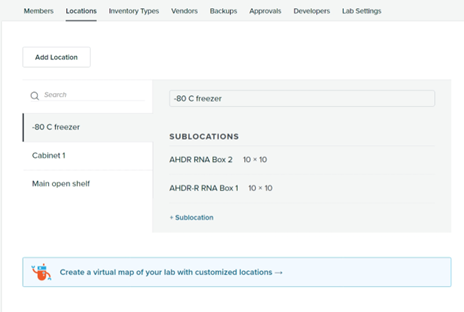 Members Locations Inventory Types Vendors Backups Approvals Developers Lab Settings
Add Location
Search
-80 C freezer
Cabinet 1
Main open shelf
-80 C freezer
SUBLOCATIONS
AHDR RNA Box 2 10 × 10
AHDR-R RNA Box 1 10 × 10
+ Sublocation
Create a virtual map of your lab with customized locations →